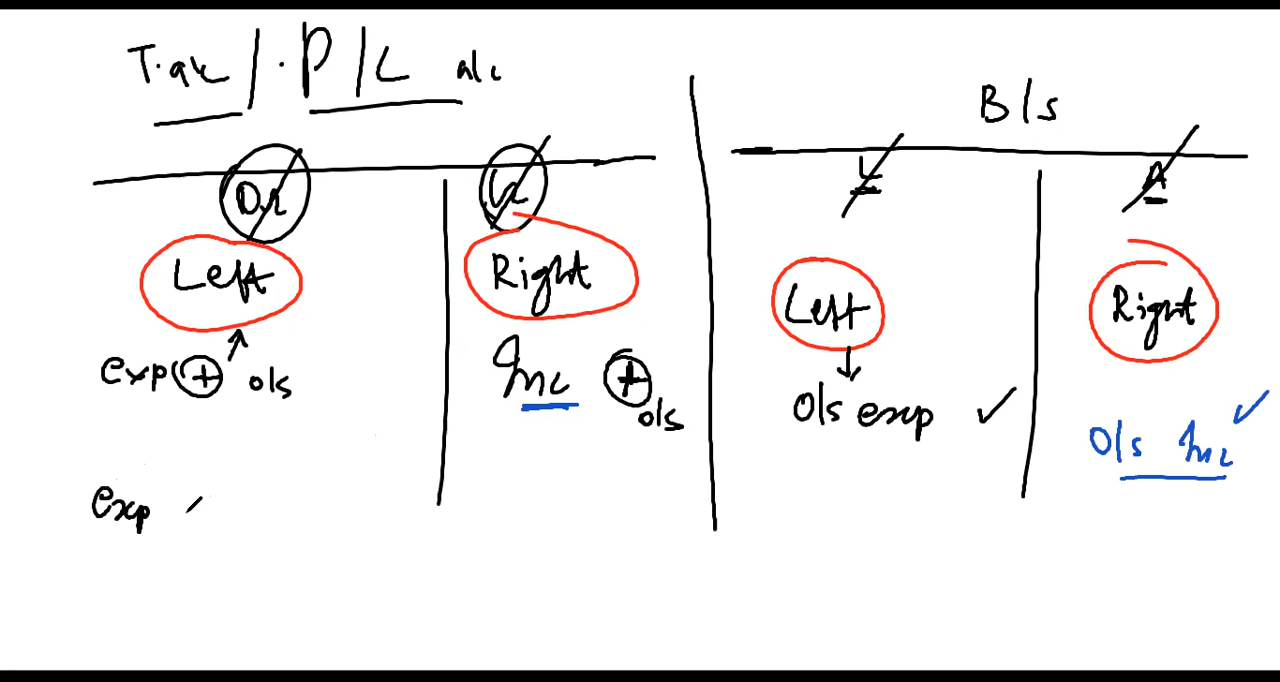 T. a/c / P/L a/c
Dr Cr
Left Right
exp + o/s Inc + o/s
exp
B/s
L A
Left Right
O/s exp ✓
O/s Inc ✓